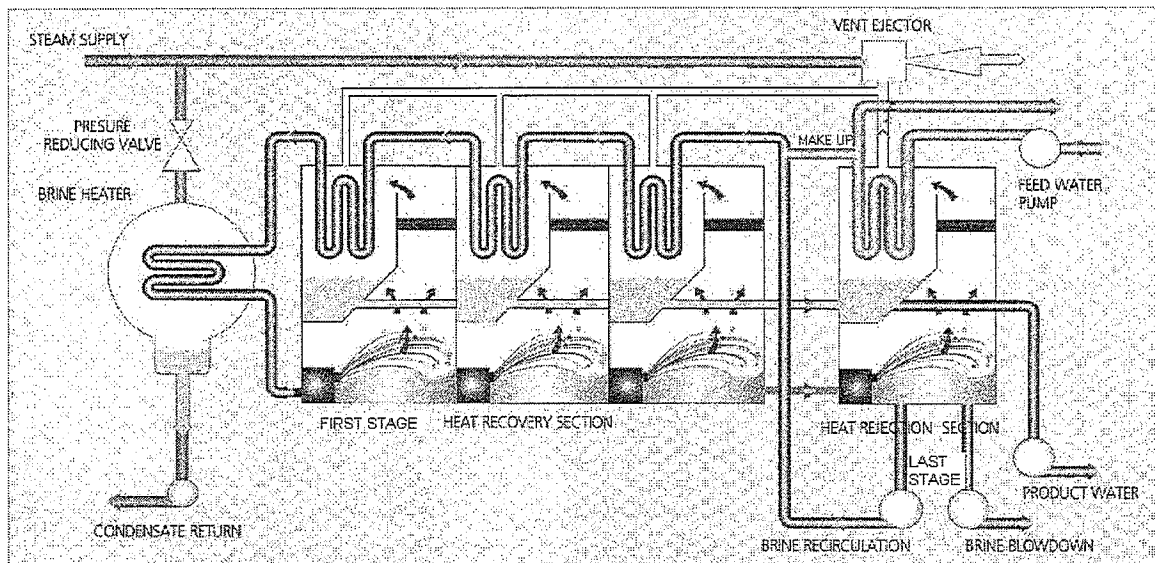 VENT EJECTOR
STEAM SUPPLY
PRESURE
REDUCING VALVE
MAKE UP
BRINE HEATER
FEED WATER
PUMP
FIRST STAGE
HEAT RECOVERY SECTION
HEAT REJECTION SECTION
LAST
STAGE
PRODUCT WATER
CONDENSATE RETURN
BRINE RECIRCULATION
BRINE BLOWDOWN